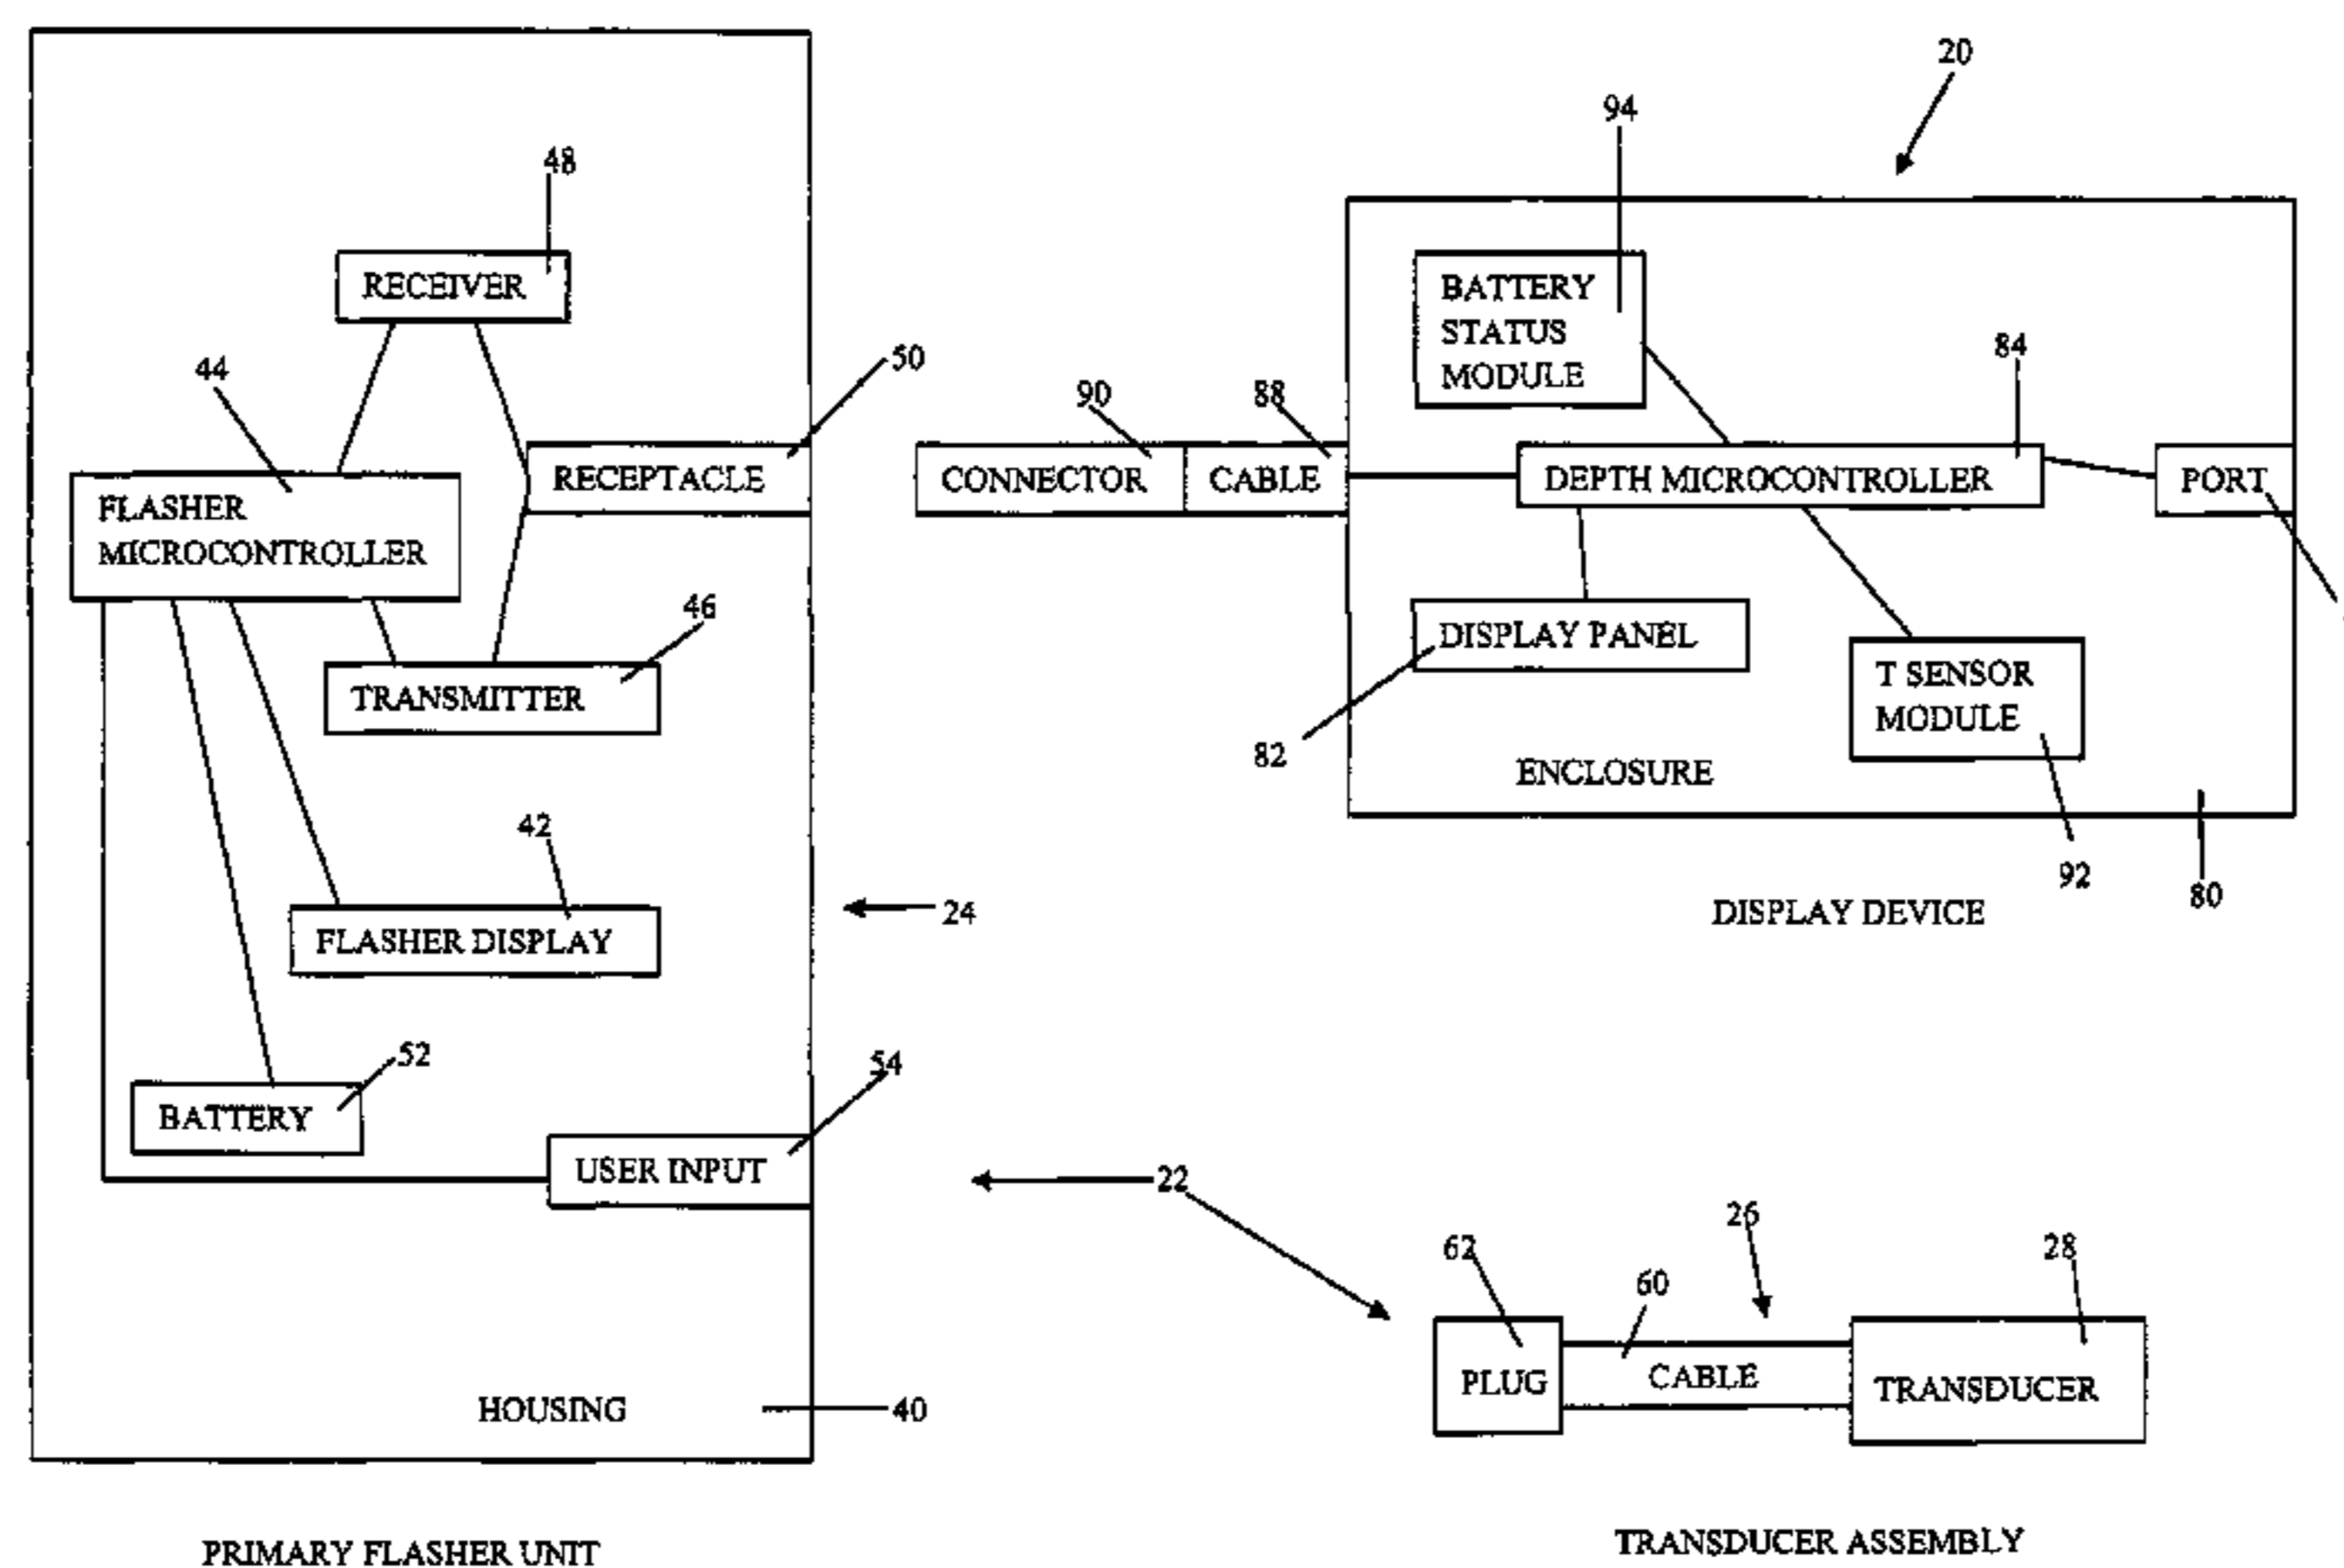 20
94
48
RECEIVER
BATTERY
STATUS
MODULE
44
50
90
88
84
FLASHER
MICROCONTROLLER
RECEPTACLE
CONNECTOR
CABLE
DEPTH MICROCONTROLLER
PORT
46
TRANSMITTER
DISPLAY PANEL
T SENSOR
MODULE
82
ENCLOSURE
42
92
80
FLASHER DISPLAY
24
DISPLAY DEVICE
52
BATTERY
54
USER INPUT
22
26
62
60
28
PLUG
CABLE
TRANSDUCER
HOUSING
40
PRIMARY FLASHER UNIT
TRANSDUCER ASSEMBLY